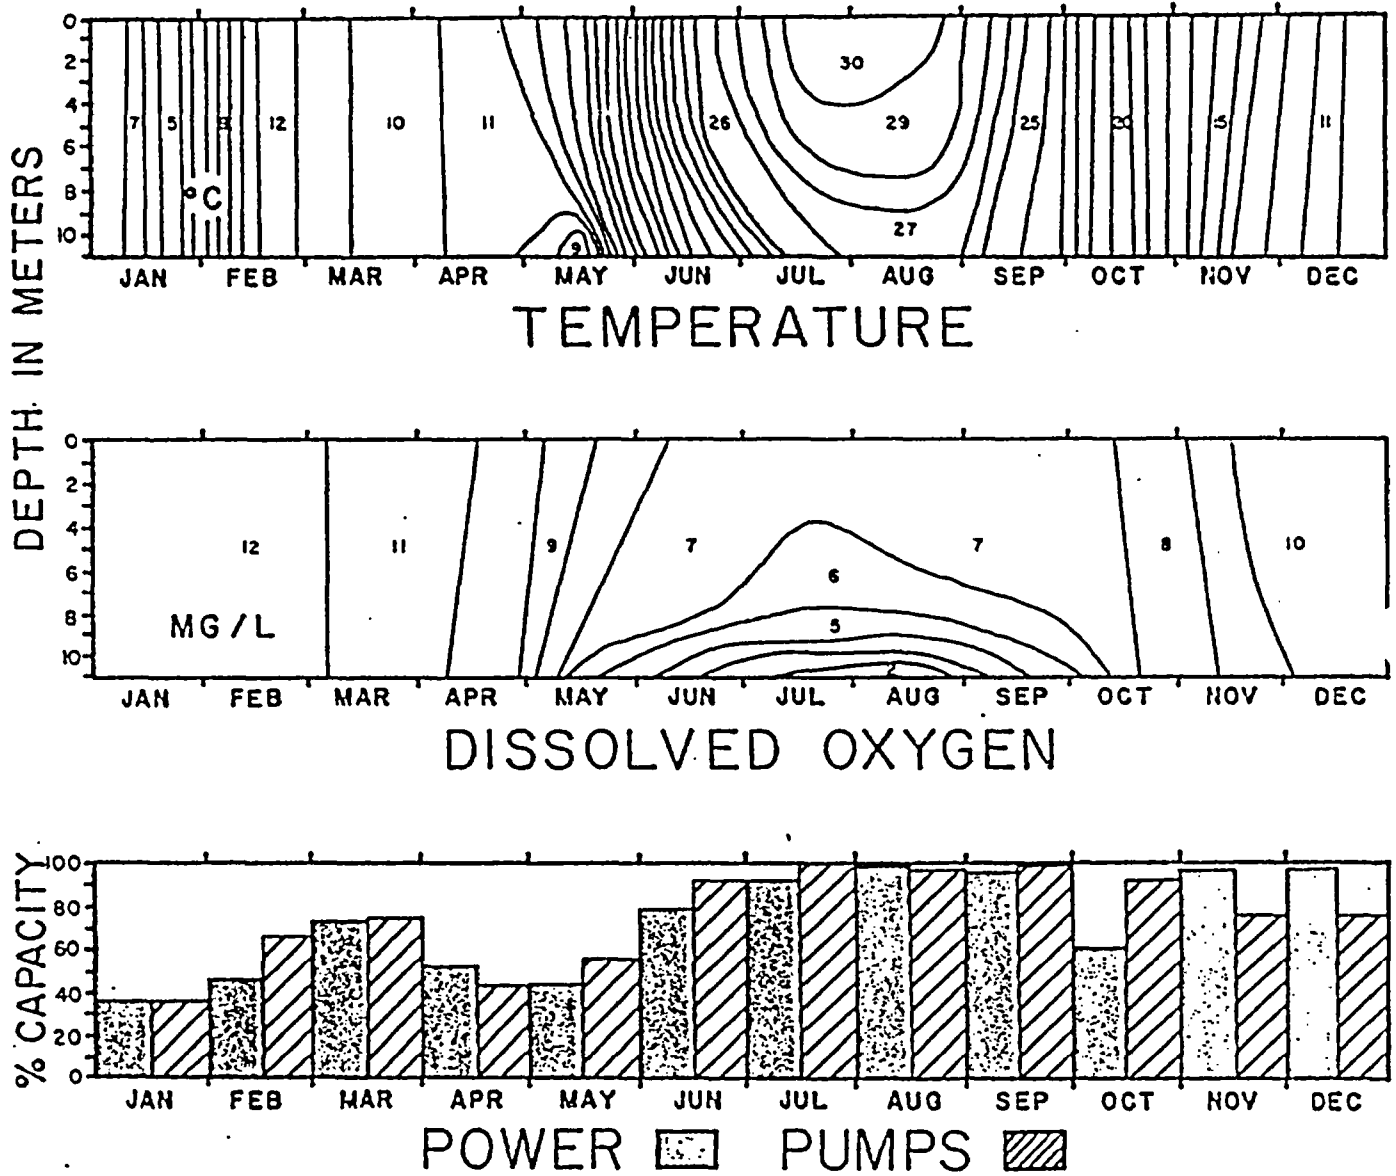 DEPTH IN METERS
0
2
4
6
8
10
7 5 12 10 11 26 30 29 27 25 20 15 11
9
° C
JAN FEB MAR APR MAY JUN JUL AUG SEP OCT NOV DEC
TEMPERATURE
0
2
4
6
8
10
12 11 9 7 6 5 7 8 10
MG/L
JAN FEB MAR APR MAY JUN JUL AUG SEP OCT NOV DEC
DISSOLVED OXYGEN
% CAPACITY
100
80
60
40
20
0
JAN FEB MAR APR MAY JUN JUL AUG SEP OCT NOV DEC
POWER PUMPS